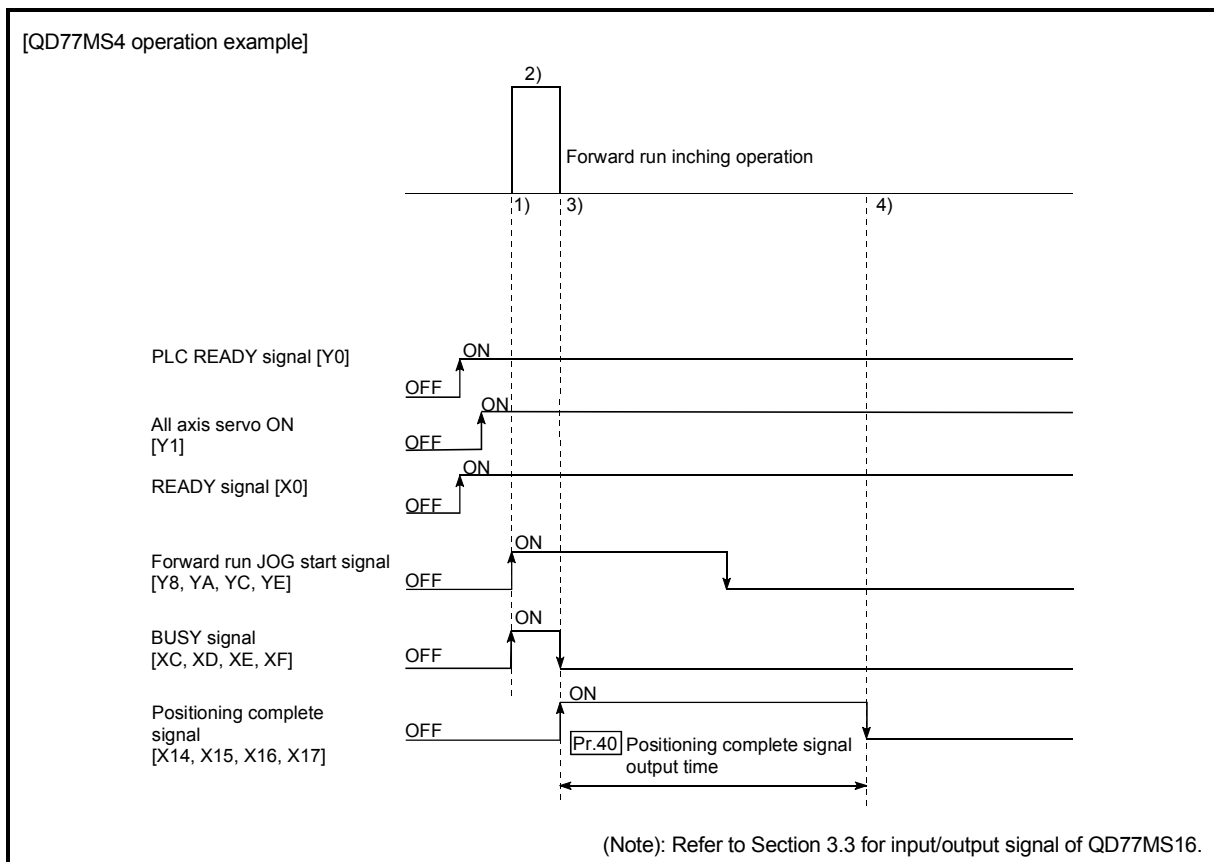 [QD77MS4 operation example]
2)
Forward run inching operation
1)
3)
4)
PLC READY signal [Y0]
ON
OFF
All axis servo ON
[Y1]
ON
OFF
READY signal [X0]
ON
OFF
Forward run JOG start signal
[Y8, YA, YC, YE]
ON
OFF
BUSY signal
[XC, XD, XE, XF]
ON
OFF
Positioning complete
signal
[X14, X15, X16, X17]
ON
OFF
Pr.40 Positioning complete signal
output time
(Note): Refer to Section 3.3 for input/output signal of QD77MS16.